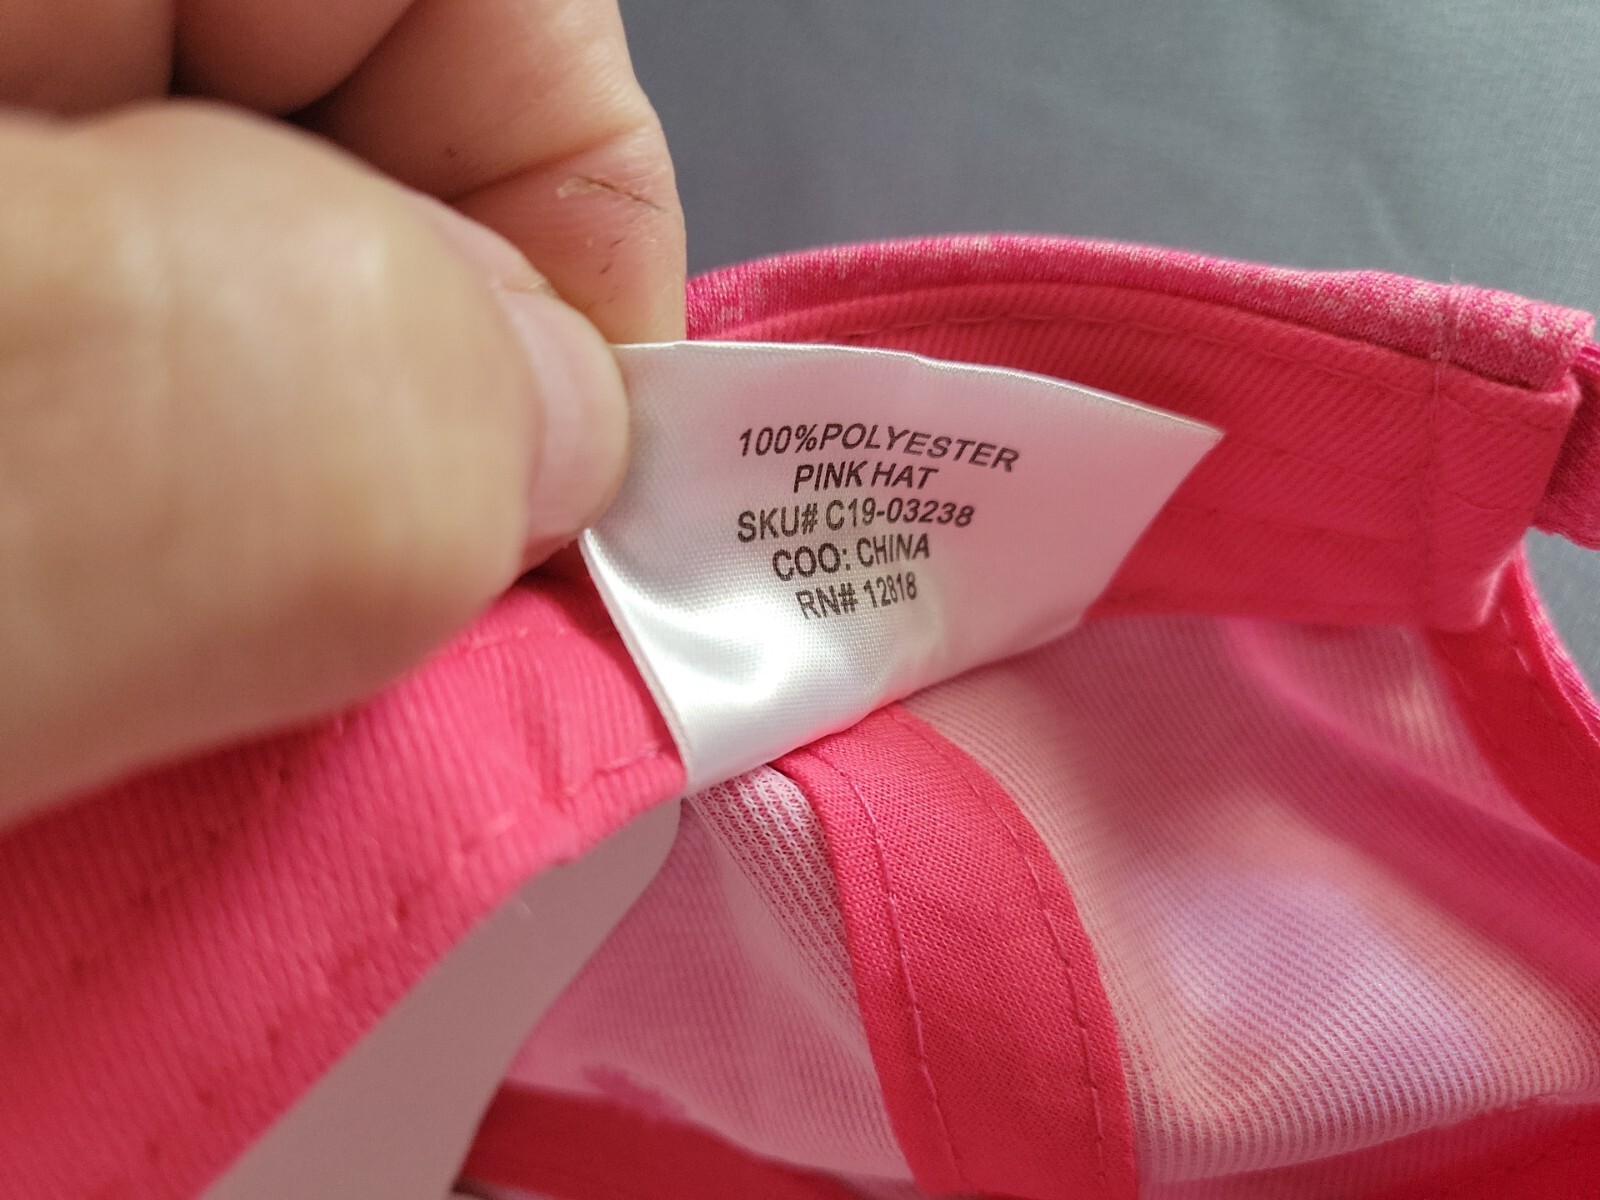 100%POLYESTER
PINK HAT
SKU# C19-03238
COO: CHINA
RN# 12818